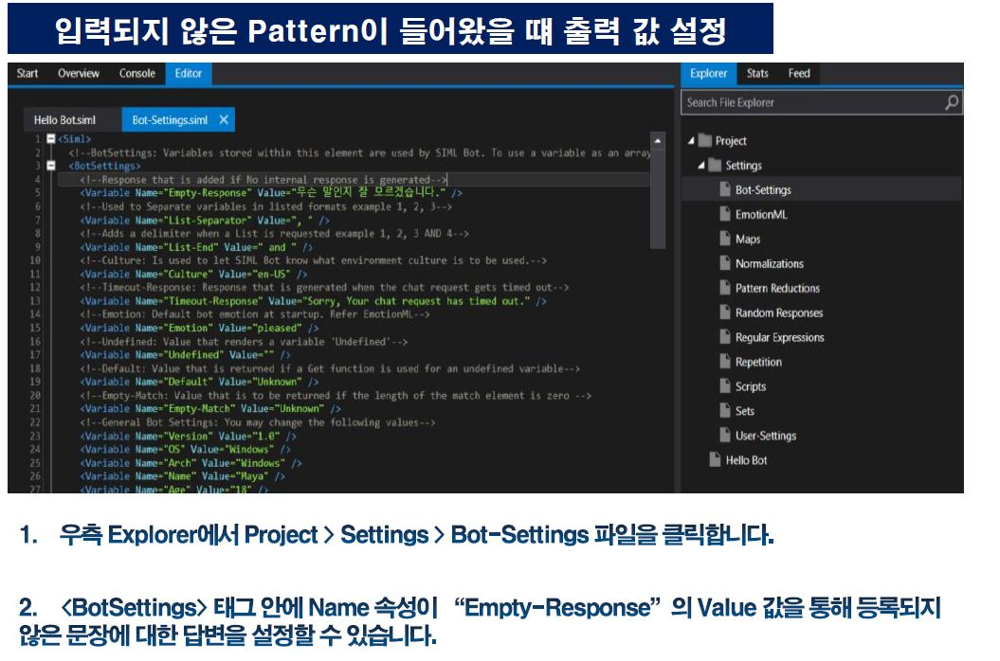 입력되지 않은 Pattern이 들어왔을 때 출력 값 설정
Start Overview Console Editor
Explorer Stats Feed
Search File Explorer
Hello Bot.siml Bot-Settings.siml X
1 <Siml>
2 <!--BotSettings: Variables stored within this element are used by SIML Bot. To use a variable as an array
3 <BotSettings>
4 <!--Response that is added if No internal response is generated-->
5 <Variable Name="Empty-Response" Value="무슨 말인지 잘 모르겠습니다." />
6 <!--Used to Separate variables in listed formats example 1, 2, 3-->
7 <Variable Name="List-Separator" Value=", " />
8 <!--Adds a delimiter when a List is requested example 1, 2, 3 AND 4-->
9 <Variable Name="List-End" Value=" and " />
10 <!--Culture: Is used to let SIML Bot know what environment culture is to be used.-->
11 <Variable Name="Culture" Value="en-US" />
12 <!--Timeout-Response: Response that is generated when the chat request gets timed out-->
13 <Variable Name="Timeout-Response" Value="Sorry, Your chat request has timed out." />
14 <!--Emotion: Default bot emotion at startup. Refer EmotionML-->
15 <Variable Name="Emotion" Value="pleased" />
16 <!--Undefined: Value that renders a variable 'Undefined'-->
17 <Variable Name="Undefined" Value="" />
18 <!--Default: Value that is returned if a Get function is used for an undefined variable-->
19 <Variable Name="Default" Value="Unknown" />
20 <!--Empty-Match: Value that is to be returned if the length of the match element is zero -->
21 <Variable Name="Empty-Match" Value="Unknown" />
22 <!--General Bot Settings: You may change the following values-->
23 <Variable Name="Version" Value="1.0" />
24 <Variable Name="OS" Value="Windows" />
25 <Variable Name="Arch" Value="Windows" />
26 <Variable Name="Name" Value="Maya" />
27 <Variable Name="Age" Value="18" />
Project
Settings
Bot-Settings
EmotionML
Maps
Normalizations
Pattern Reductions
Random Responses
Regular Expressions
Repetition
Scripts
Sets
User-Settings
Hello Bot
1. 우측 Explorer에서 Project > Settings > Bot-Settings 파일을 클릭합니다.
2. <BotSettings> 태그 안에 Name 속성이 “Empty-Response” 의 Value 값을 통해 등록되지
않은 문장에 대한 답변을 설정할 수 있습니다.